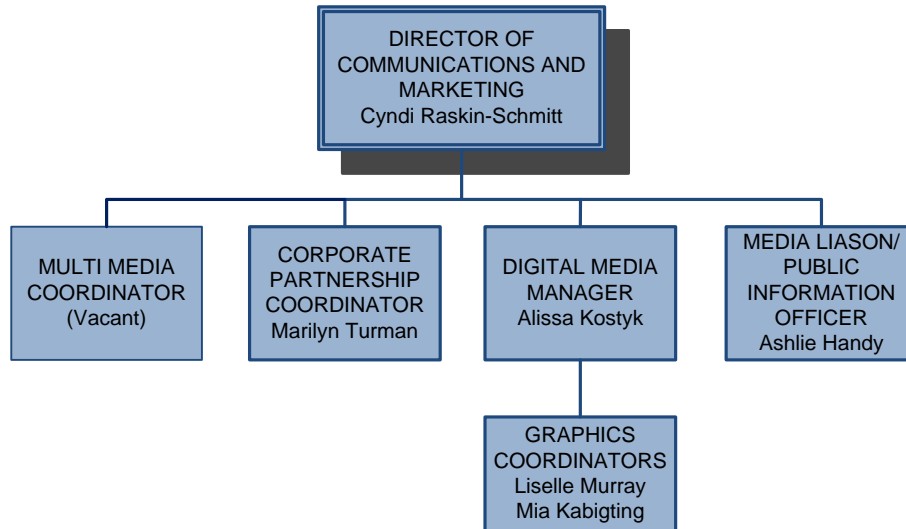 DIRECTOR OF
COMMUNICATIONS AND
MARKETING
Cyndi Raskin-Schmitt
MULTI MEDIA
COORDINATOR
(Vacant)
CORPORATE
PARTNERSHIP
COORDINATOR
Marilyn Turman
DIGITAL MEDIA
MANAGER
Alissa Kostyk
MEDIA LIASON/
PUBLIC
INFORMATION
OFFICER
Ashlie Handy
GRAPHICS
COORDINATORS
Liselle Murray
Mia Kabigting